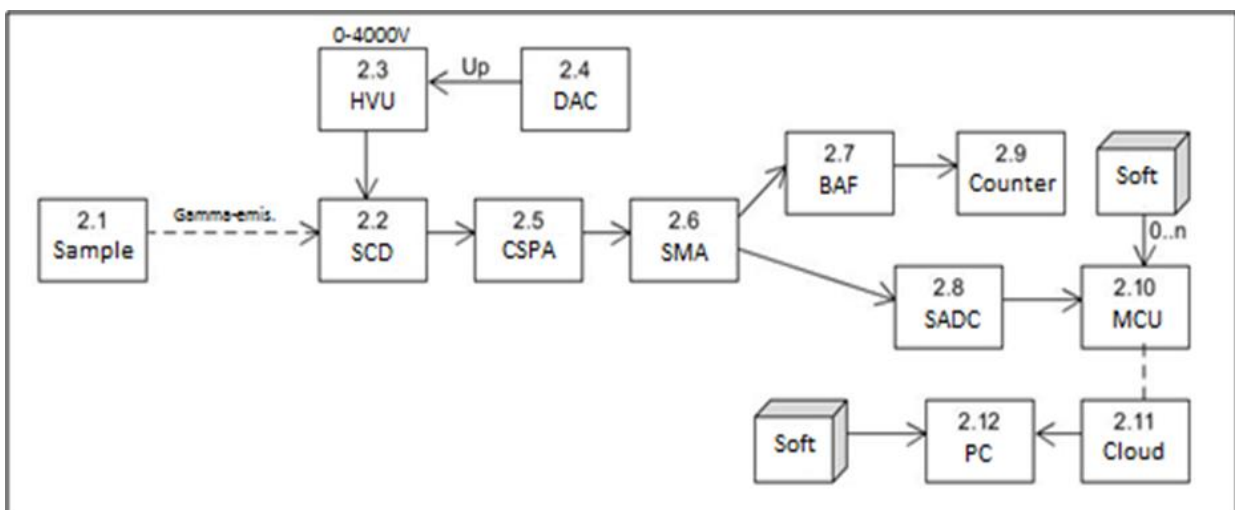 0-4000V
2.3
HVU
Up
2.4
DAC
2.7
BAF
2.9
Counter
Soft
0..n
2.1
Sample
Gamma-emis.
2.2
SCD
2.5
CSPA
2.6
SMA
2.8
SADC
2.10
MCU
Soft
2.12
PC
2.11
Cloud